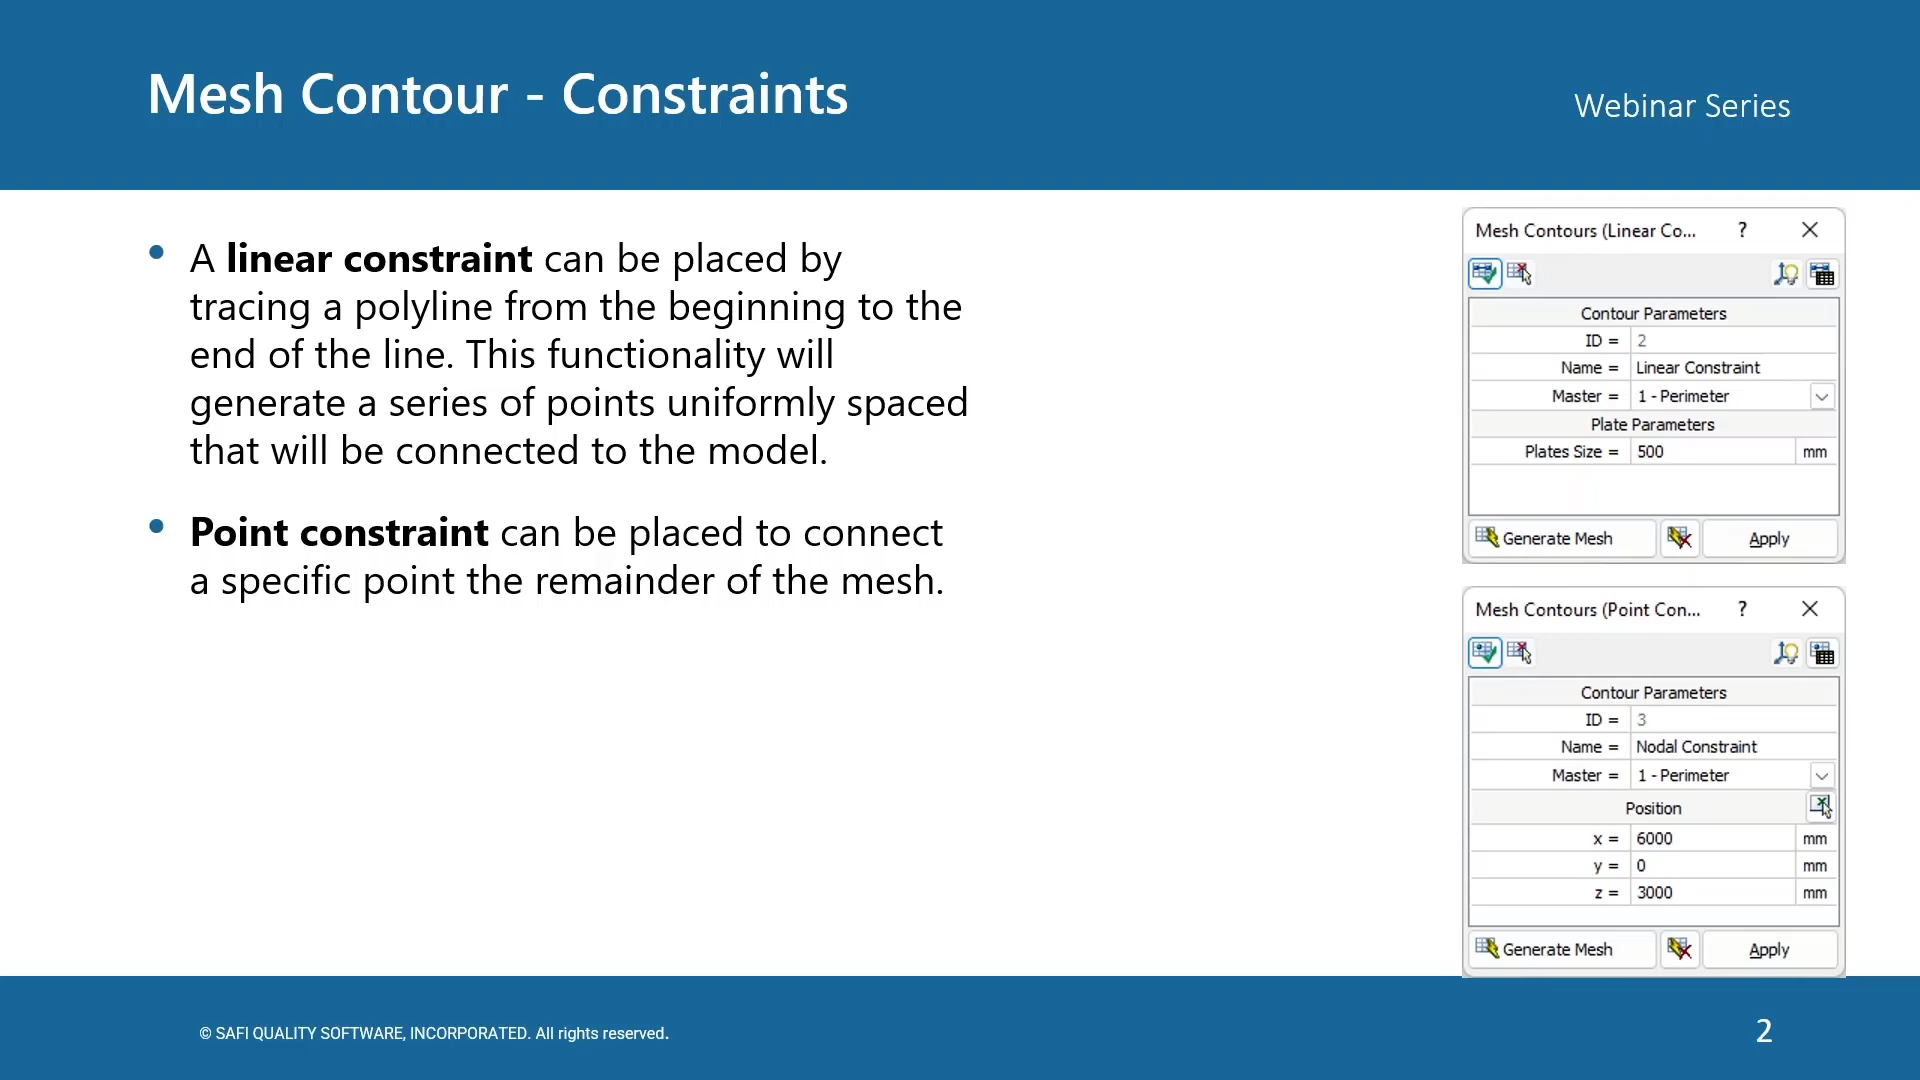 Mesh Contour - Constraints
Webinar Series
• A linear constraint can be placed by
tracing a polyline from the beginning to the
end of the line. This functionality will
generate a series of points uniformly spaced
that will be connected to the model.
• Point constraint can be placed to connect
a specific point the remainder of the mesh.
Mesh Contours (Linear Co... ?
Contour Parameters
ID = 2
Name = Linear Constraint
Master = 1 - Perimeter
Plate Parameters
Plates Size = 500 mm
Generate Mesh Apply
Mesh Contours (Point Con... ?
Contour Parameters
ID = 3
Name = Nodal Constraint
Master = 1 - Perimeter
Position
x = 6000 mm
y = 0 mm
z = 3000 mm
Generate Mesh Apply
© SAFI QUALITY SOFTWARE, INCORPORATED. All rights reserved.
2